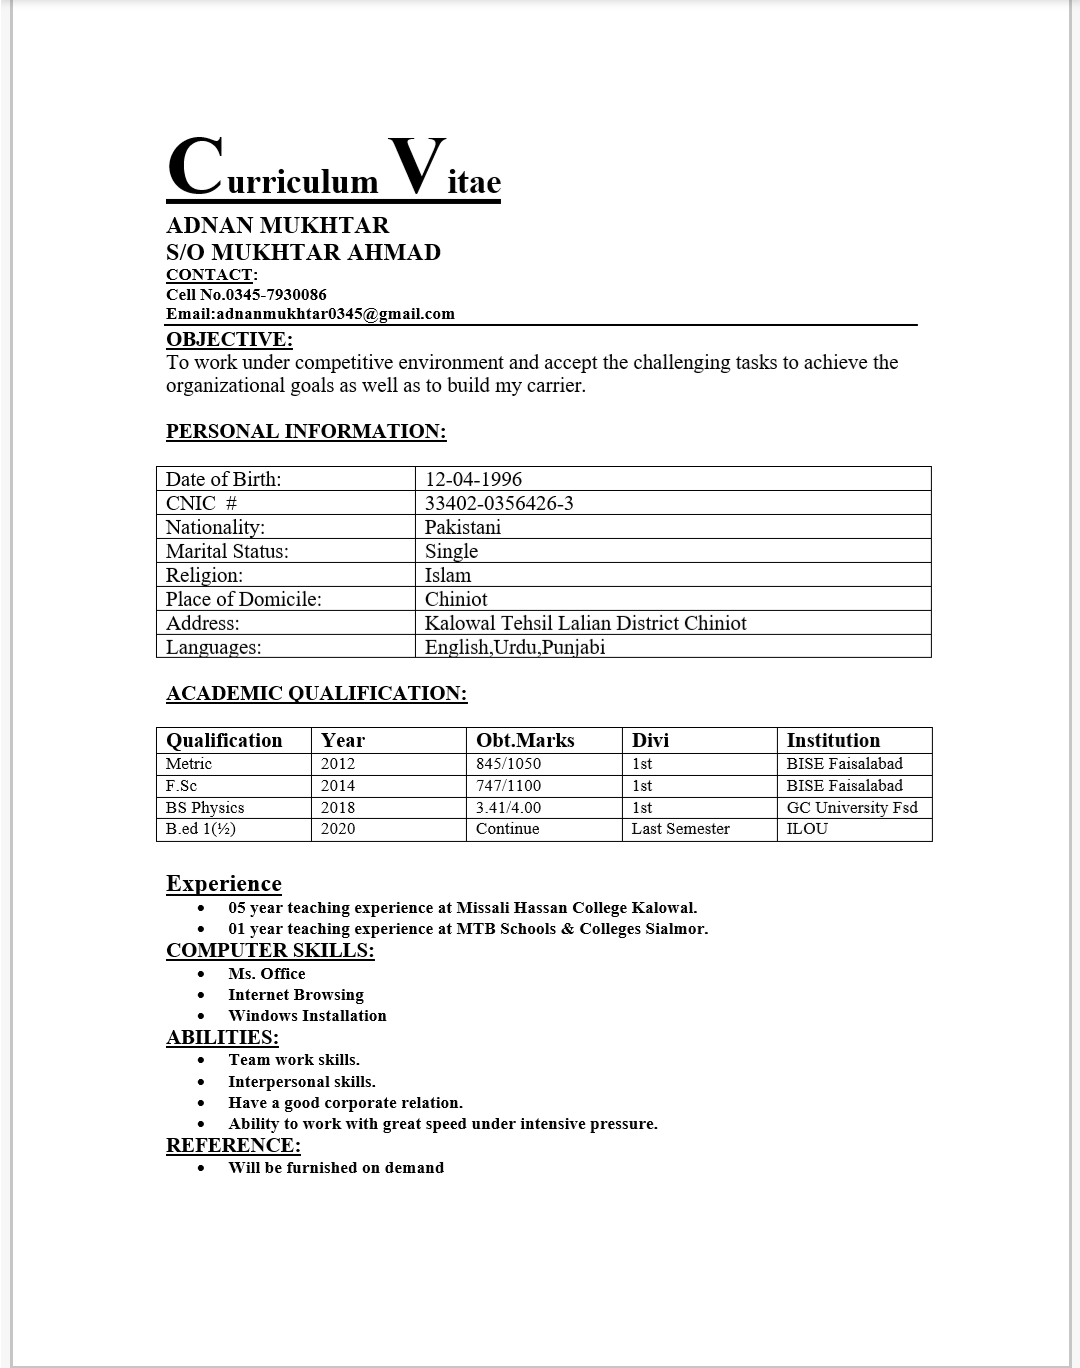 Curriculum Vitae
ADNAN MUKHTAR
S/O MUKHTAR AHMAD
CONTACT:
Cell No.0345-7930086
Email:adnanmukhtar0345@gmail.com
OBJECTIVE:
To work under competitive environment and accept the challenging tasks to achieve the
organizational goals as well as to build my carrier.
PERSONAL INFORMATION:
Date of Birth: 12-04-1996
CNIC # 33402-0356426-3
Nationality: Pakistani
Marital Status: Single
Religion: Islam
Place of Domicile: Chiniot
Address: Kalowal Tehsil Lalian District Chiniot
Languages: English,Urdu,Punjabi
ACADEMIC QUALIFICATION:
Qualification Year Obt.Marks Divi Institution
Metric 2012 845/1050 1st BISE Faisalabad
F.Sc 2014 747/1100 1st BISE Faisalabad
BS Physics 2018 3.41/4.00 1st GC University Fsd
B.ed 1(½) 2020 Continue Last Semester ILOU
Experience
• 05 year teaching experience at Missali Hassan College Kalowal.
• 01 year teaching experience at MTB Schools & Colleges Sialmor.
COMPUTER SKILLS:
• Ms. Office
• Internet Browsing
• Windows Installation
ABILITIES:
• Team work skills.
• Interpersonal skills.
• Have a good corporate relation.
• Ability to work with great speed under intensive pressure.
REFERENCE:
• Will be furnished on demand